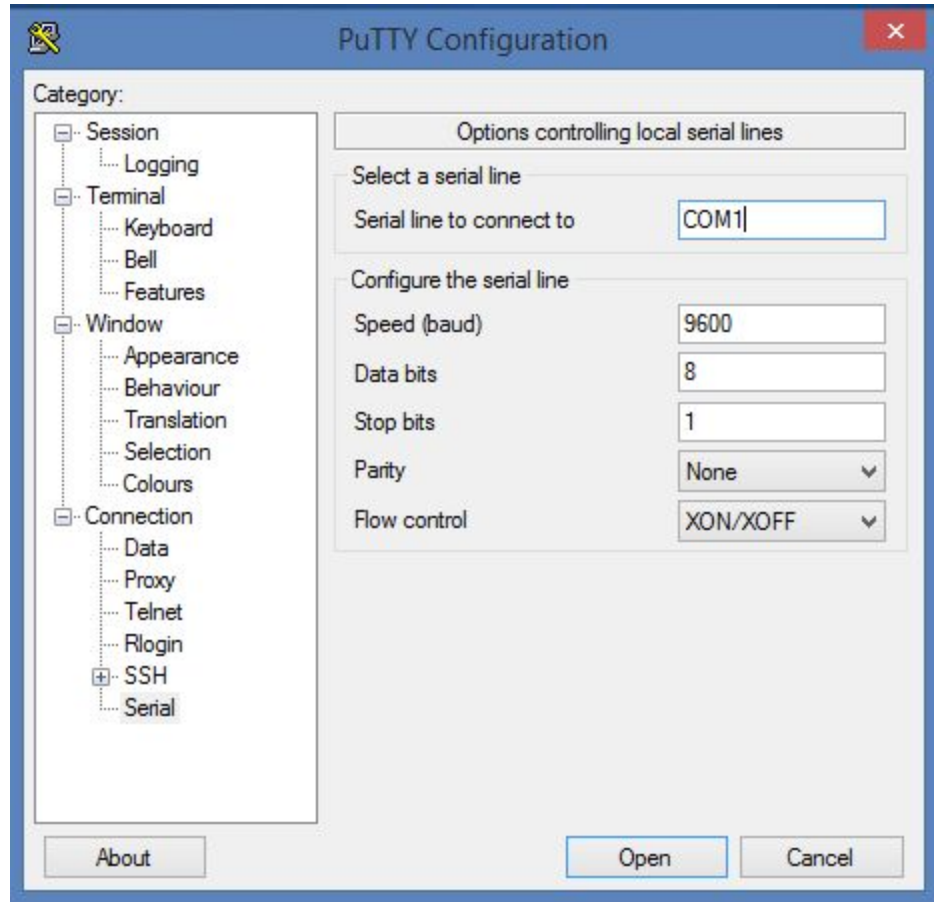 PuTTY Configuration
Category:
Session
Logging
Terminal
Keyboard
Bell
Features
Window
Appearance
Behaviour
Translation
Selection
Colours
Connection
Data
Proxy
Telnet
Rlogin
SSH
Serial
Options controlling local serial lines
Select a serial line
Serial line to connect to COM1
Configure the serial line
Speed (baud) 9600
Data bits 8
Stop bits 1
Parity None
Flow control XON/XOFF
About Open Cancel